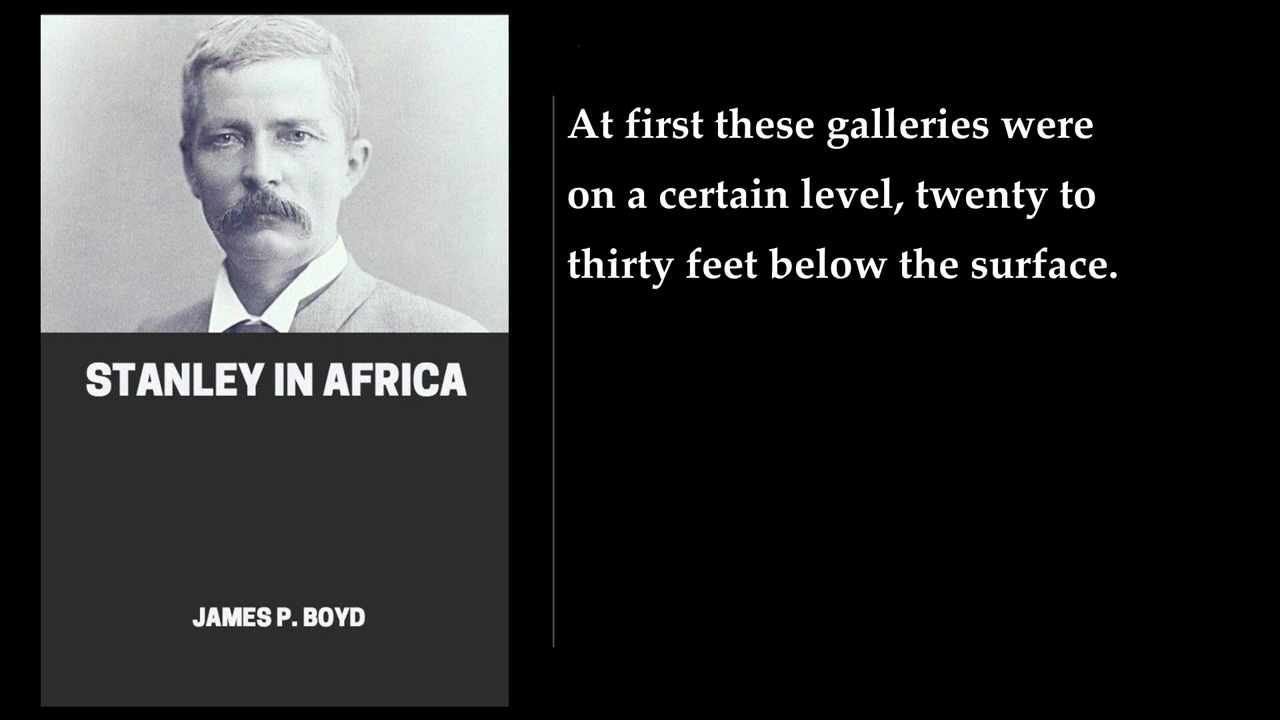 STANLEY IN AFRICA
JAMES P. BOYD
At first these galleries were
on a certain level, twenty to
thirty feet below the surface.